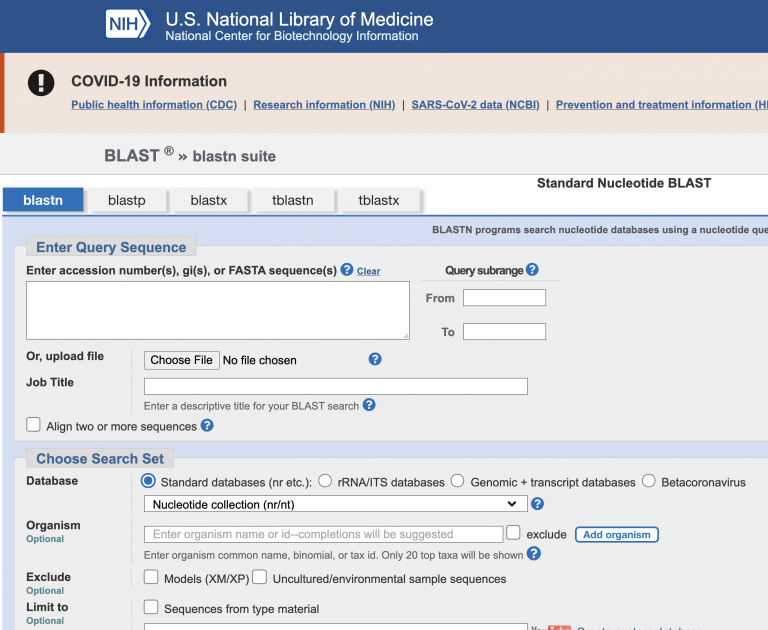 NIH U.S. National Library of Medicine
National Center for Biotechnology Information
! COVID-19 Information
Public health information (CDC) | Research information (NIH) | SARS-CoV-2 data (NCBI) | Prevention and treatment information (H
BLAST ® » blastn suite
Standard Nucleotide BLAST
blastn blastp blastx tblastn tblastx
BLASTN programs search nucleotide databases using a nucleotide que
Enter Query Sequence
Enter accession number(s), gi(s), or FASTA sequence(s) ? Clear Query subrange ?
From
To
Or, upload file Choose File No file chosen ?
Job Title
Enter a descriptive title for your BLAST search ?
Align two or more sequences ?
Choose Search Set
Database Standard databases (nr etc.): rRNA/ITS databases Genomic + transcript databases Betacoronavirus
Nucleotide collection (nr/nt) ?
Organism
Optional
Enter organism name or id--completions will be suggested exclude Add organism
Enter organism common name, binomial, or tax id. Only 20 top taxa will be shown ?
Exclude Models (XM/XP) Uncultured/environmental sample sequences
Optional
Limit to Sequences from type material
Optional